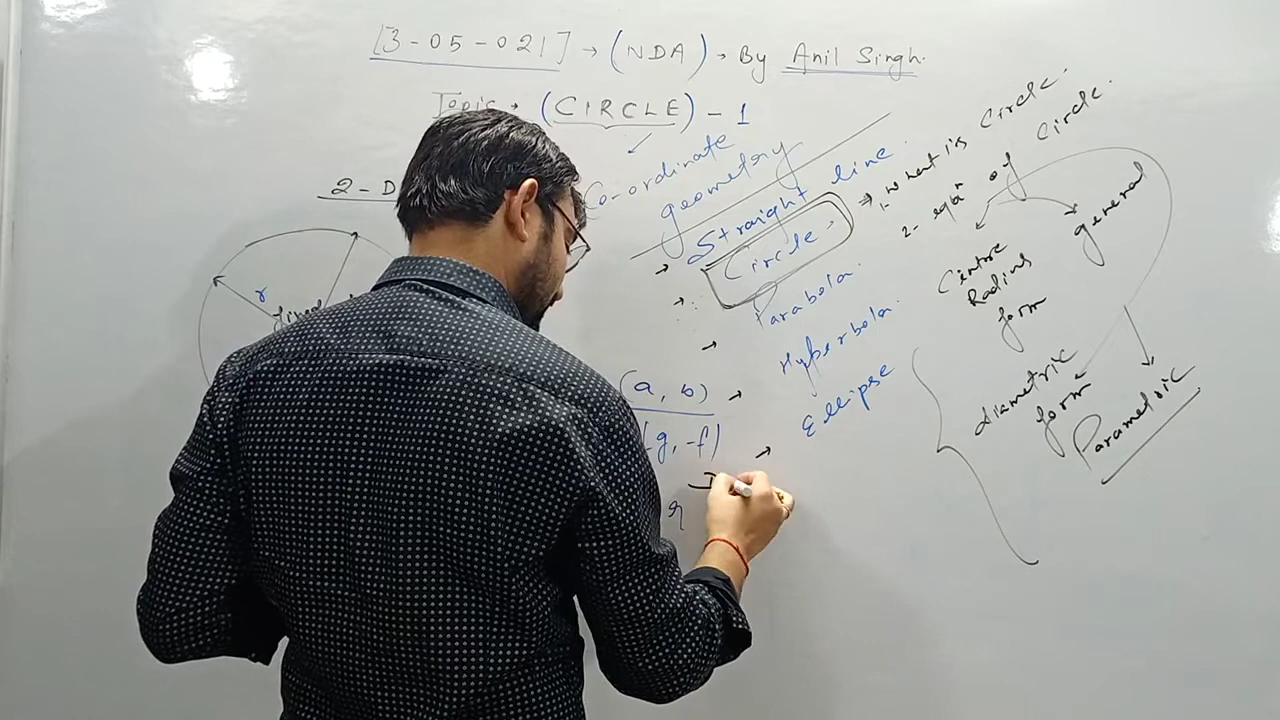 [3-05-021] → (NDA) → By Anil Singh.
Topic → (CIRCLE) - 1
Co-ordinate
geometry
2-D
r
→ Straight line.
→ Circle →
→ Parabola.
→ Hyperbola.
→ Ellipse
(a, b)
g, -f)
⇒ 1- what is circle.
2- eqn of circle.
Centre
Radius
form
general
diametric
form
Parametric